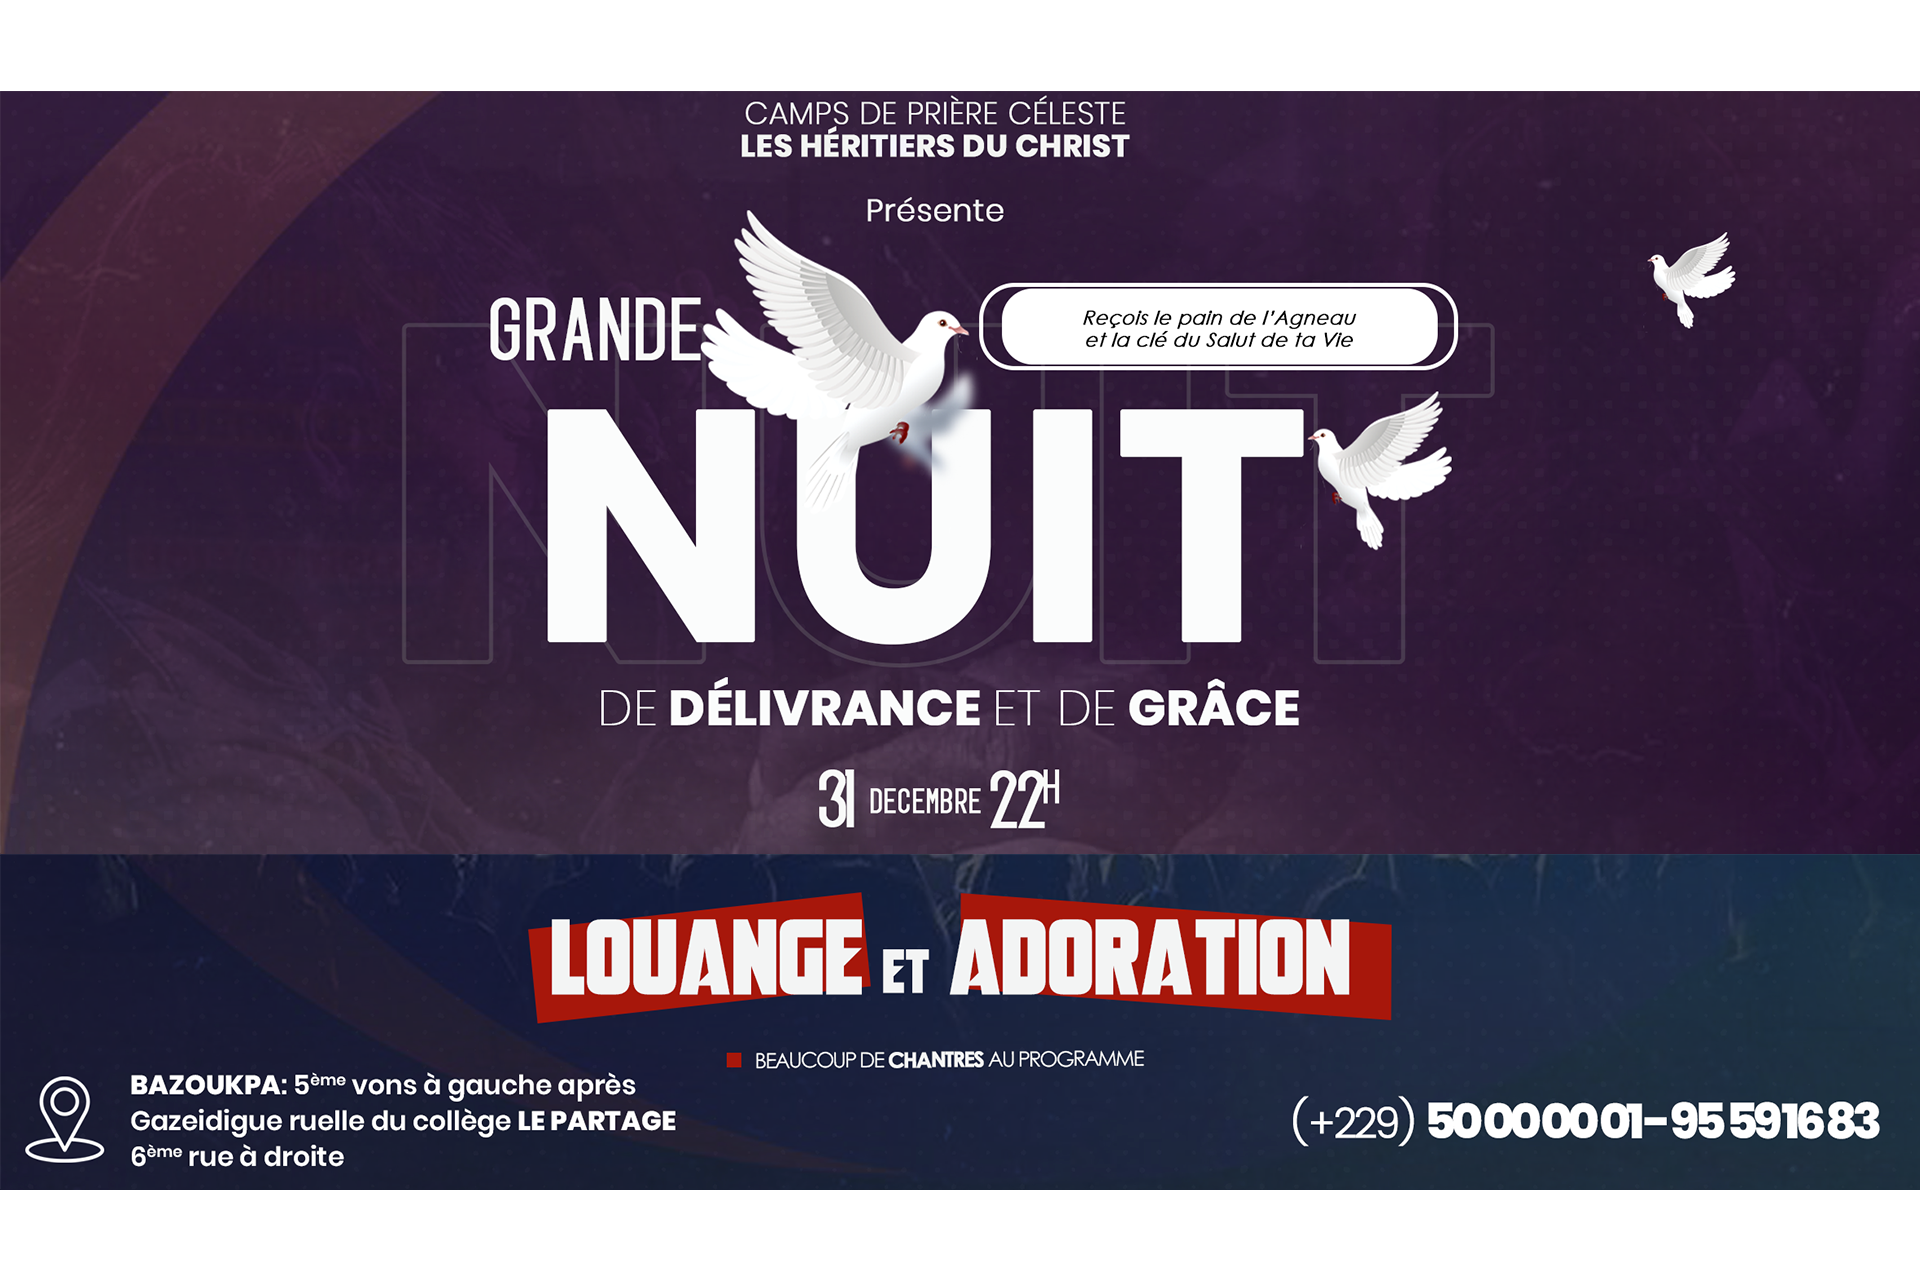 CAMPS DE PRIÈRE CÉLESTE
LES HÉRITIERS DU CHRIST
Présente
GRANDE
Reçois le pain de l'Agneau
et la clé du Salut de ta Vie
NUIT
DE DÉLIVRANCE ET DE GRÂCE
31 DECEMBRE 22H
LOUANGE ET ADORATION
BEAUCOUP DE CHANTRES AU PROGRAMME
BAZOUKPA: 5ème vons à gauche après
Gazeidigue ruelle du collège LE PARTAGE
6ème rue à droite
(+229) 50 00 00 01 - 95 59 16 83